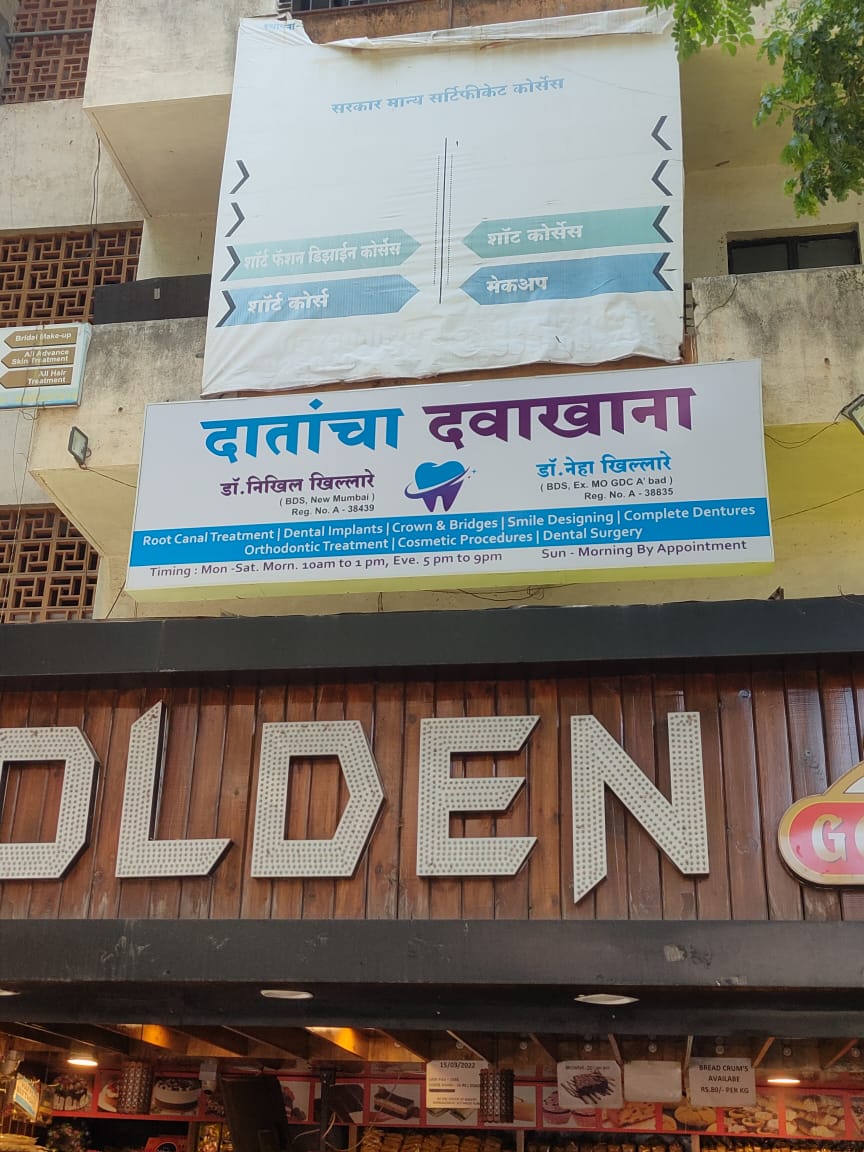 सरकार मान्य सर्टिफीकेट कोर्सेस
शॉर्ट फॅशन डिझाईन कोर्सेस
शॉर्ट कोर्स
शॉट कोर्सेस
मेकअप
Bridal Make-up
All Advance
Skin Treatment
All Hair
Treatment
दातांचा दवाखाना
डॉ. निखिल खिल्लारे
( BDS, New Mumbai )
Reg. No. A - 38439
डॉ. नेहा खिल्लारे
( BDS, Ex. MO GDC A' bad )
Reg. No. A - 38835
Root Canal Treatment | Dental Implants | Crown & Bridges | Smile Designing | Complete Dentures
Orthodontic Treatment | Cosmetic Procedures | Dental Surgery
Timing : Mon -Sat. Morn. 10am to 1 pm, Eve. 5 pm to 9pm Sun - Morning By Appointment
OLDEN
GO
15/03/2022
BREAD CRUM'S
AVAILABE
RS.80/- PER KG